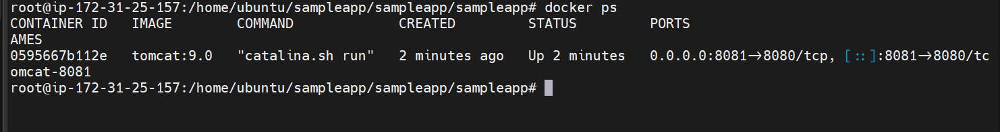 root@ip-172-31-25-157:/home/ubuntu/sampleapp/sampleapp/sampleapp# docker ps
CONTAINER ID   IMAGE        COMMAND             CREATED         STATUS         PORTS
AMES
0595667b112e   tomcat:9.0   "catalina.sh run"   2 minutes ago   Up 2 minutes   0.0.0.0:8081→8080/tcp, [::]:8081→8080/tc
omcat-8081
root@ip-172-31-25-157:/home/ubuntu/sampleapp/sampleapp/sampleapp#